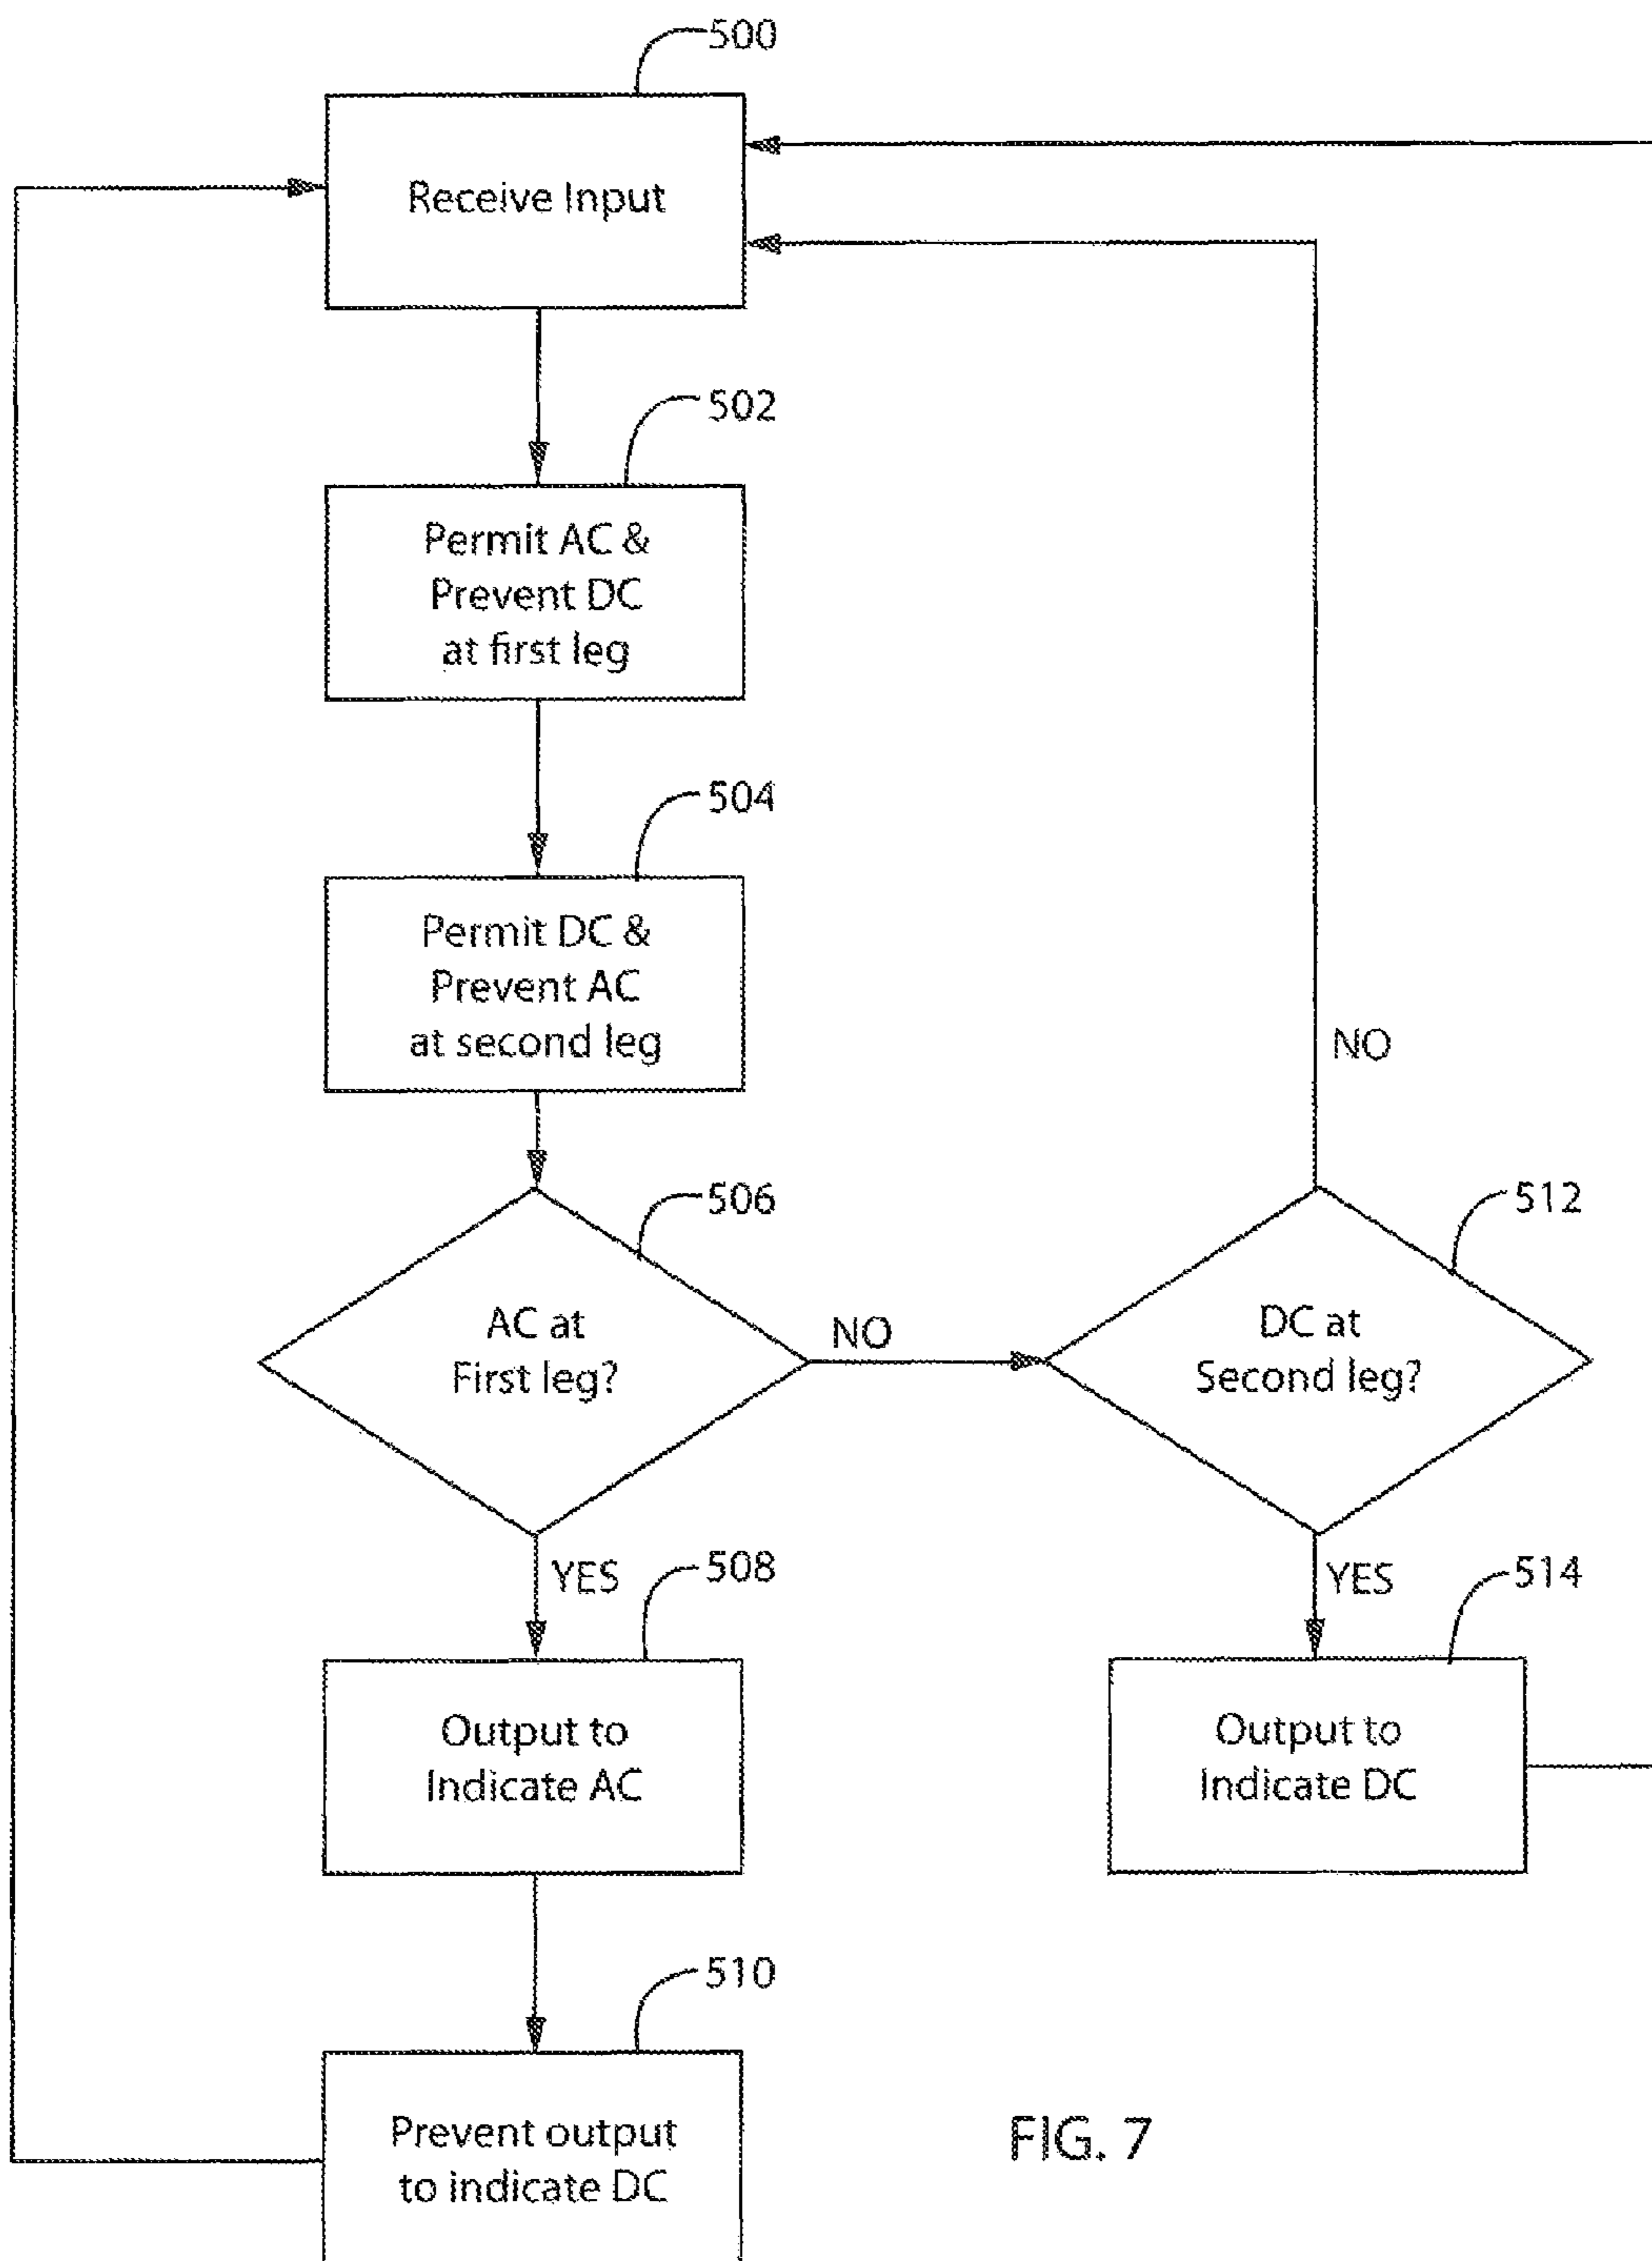 500
Receive Input
502
Permit AC &
Prevent DC
at first leg
504
Permit DC &
Prevent AC
at second leg
NO
506
512
AC at
First leg?
NO
DC at
Second leg?
YES
508
YES
514
Output to
Indicate AC
Output to
Indicate DC
510
Prevent output
to indicate DC
FIG. 7